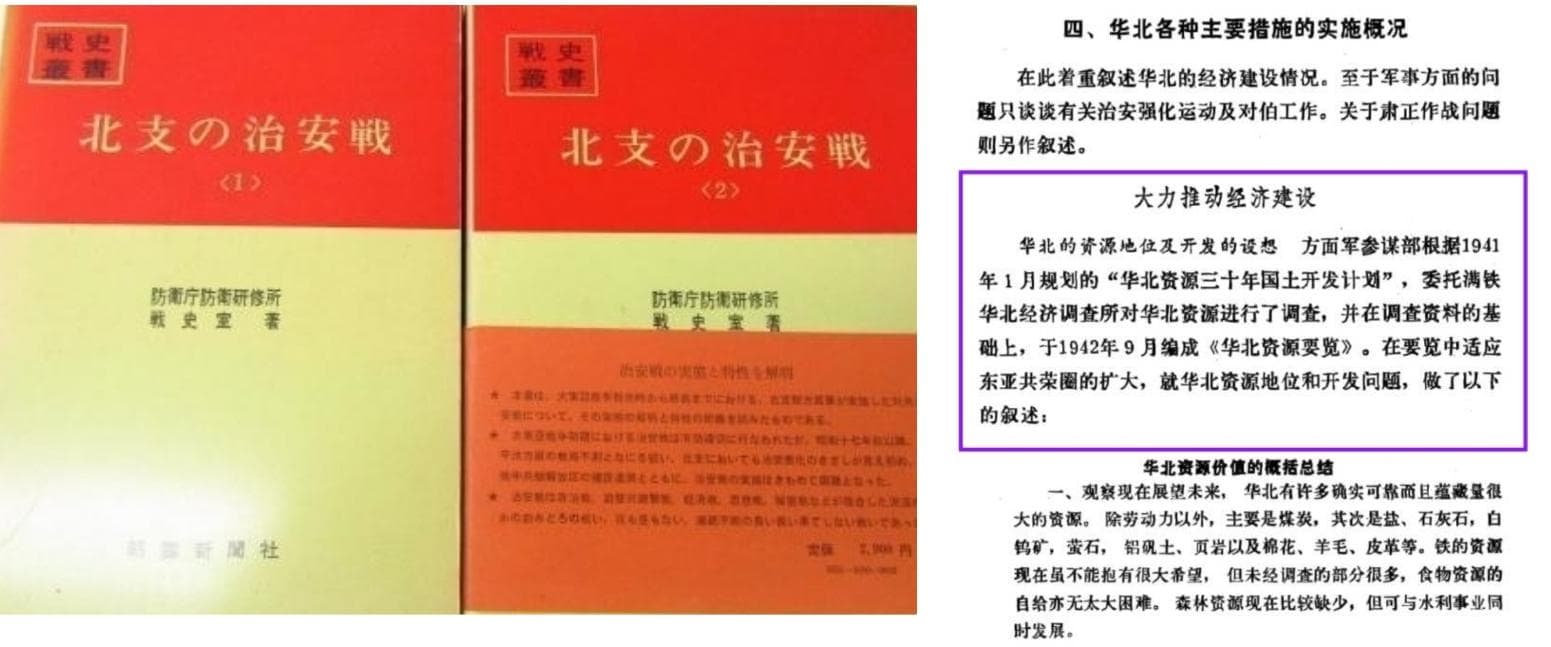 戦史
叢書
北支の治安戦
〈1〉
防衛庁防衛研修所
戦史室 著
朝雲新聞社
戦史
叢書
北支の治安戦
〈2〉
防衛庁防衛研修所
戦史室 著
治安戦の実態と特性を解明
定価
四、华北各种主要措施的实施概况
在此着重叙述华北的经济建设情况。至于军事方面的问
题只谈谈有关治安强化运动及对伯工作。关于肃正作战问题
则另作叙述。
大力推动经济建设
华北的资源地位及开发的设想 方面军参谋部根据1941
年1月规划的“华北资源三十年国土开发计划”，委托满铁
华北经济调查所对华北资源进行了调查，并在调查资料的基
础上，于1942年9月编成《华北资源要览》。在要览中适应
东亚共荣圈的扩大，就华北资源地位和开发问题，做了以下
的叙述：
华北资源价值的概括总结
一、观察现在展望未来，华北有许多确实可靠而且蕴藏量很
大的资源。除劳动力以外，主要是煤炭，其次是盐、石灰石，白
钨矿，萤石，铝矾土、页岩以及棉花、羊毛、皮革等。铁的资源
现在虽不能抱有很大希望，但未经调查的部分很多，食物资源的
自给亦无太大困难。森林资源现在比较缺少，但可与水利事业同
时发展。